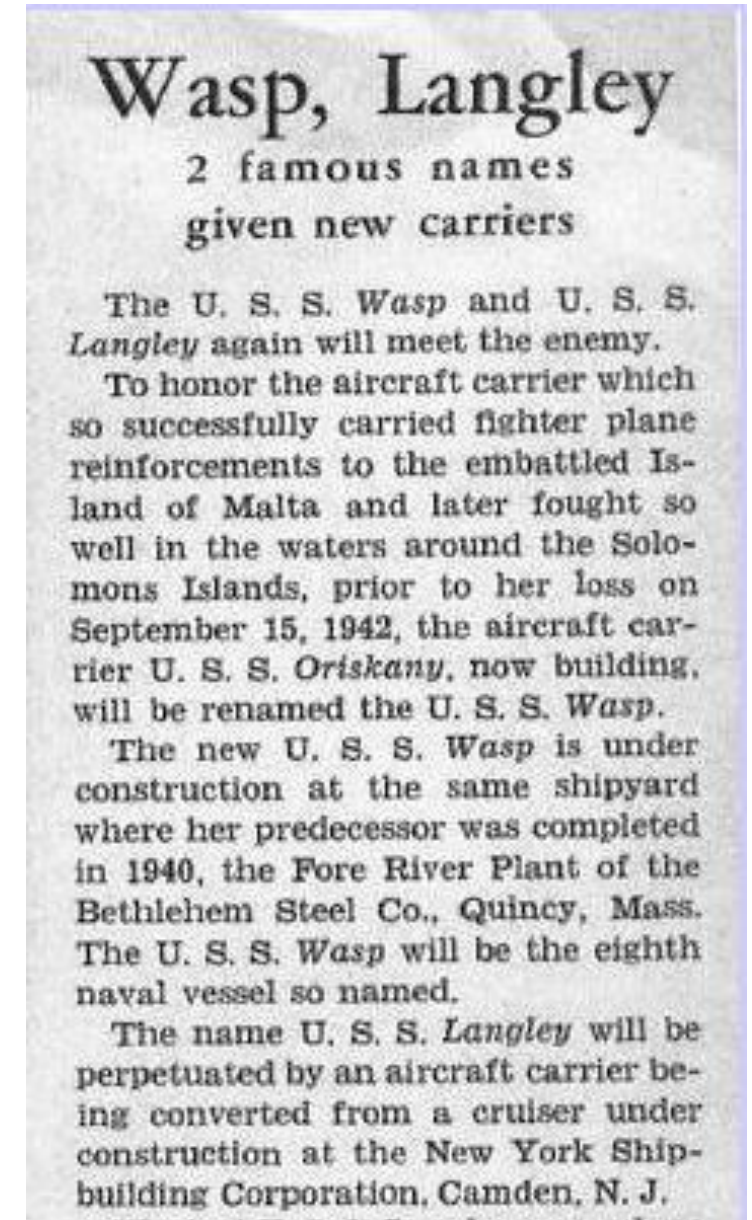 Wasp, Langley
2 famous names
given new carriers
The U. S. S. Wasp and U. S. S.
Langley again will meet the enemy.
To honor the aircraft carrier which
so successfully carried fighter plane
reinforcements to the embattled Is-
land of Malta and later fought so
well in the waters around the Solo-
mons Islands, prior to her loss on
September 15, 1942, the aircraft car-
rier U. S. S. Oriskany, now building,
will be renamed the U. S. S. Wasp.
The new U. S. S. Wasp is under
construction at the same shipyard
where her predecessor was completed
in 1940, the Fore River Plant of the
Bethlehem Steel Co., Quincy, Mass.
The U. S. S. Wasp will be the eighth
naval vessel so named.
The name U. S. S. Langley will be
perpetuated by an aircraft carrier be-
ing converted from a cruiser under
construction at the New York Ship-
building Corporation, Camden, N. J.